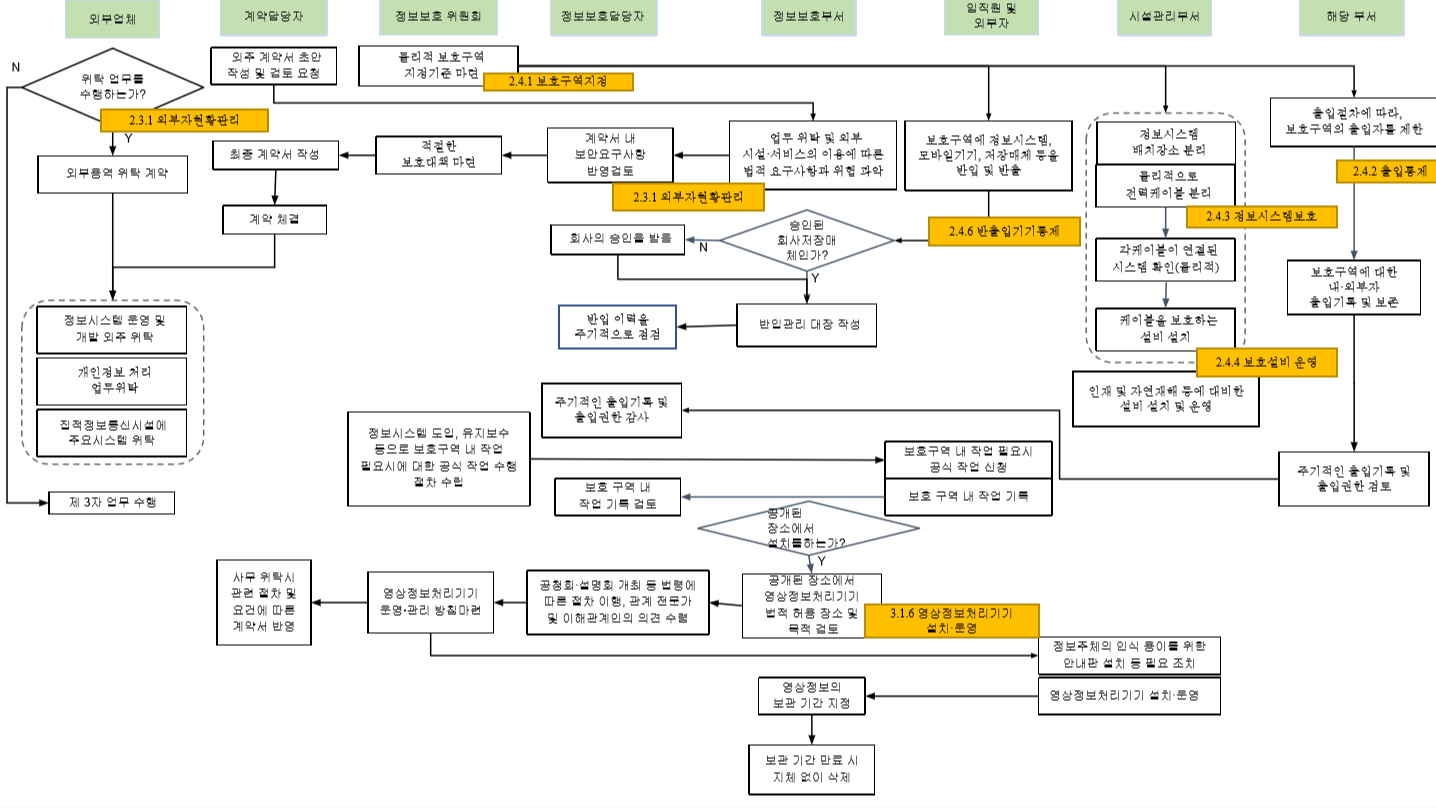 외부업체
계약담당자
정보보호 위원회
정보보호담당자
정보보호부서
임직원 및
외부자
시설관리부서
해당 부서
N
위탁 업무를
수행하는가?
2.3.1 외부자현황관리
Y
외부용역 위탁 계약
외주 계약서 초안
작성 및 검토 요청
물리적 보호구역
지정기준 마련
2.4.1 보호구역지정
최종 계약서 작성
적절한
보호대책 마련
계약서 내
보안요구사항
반영검토
업무 위탁 및 외부
시설·서비스의 이용에 따른
법적 요구사항과 위험 파악
2.3.1 외부자현황관리
보호구역에 정보시스템,
모바일기기, 저장매체 등을
반입 및 반출
정보시스템
배치장소 분리
물리적으로
전력케이블 분리
출입절차에 따라,
보호구역의 출입자를 제한
2.4.2 출입통제
2.4.3 정보시스템보호
계약 체결
회사의 승인을 받음
N
승인된
회사저장매
체인가?
Y
2.4.6 반출입기기통제
각케이블이 연결된
시스템 확인(물리적)
보호구역에 대한
내·외부자
출입기록 및 보존
정보시스템 운영 및
개발 외주 위탁
개인정보 처리
업무위탁
집적정보통신시설에
주요시스템 위탁
반입 이력을
주기적으로 점검
반입관리 대장 작성
케이블을 보호하는
설비 설치
2.4.4 보호설비 운영
인재 및 자연재해 등에 대비한
설비 설치 및 운영
주기적인 출입기록 및
출입권한 감사
정보시스템 도입, 유지보수
등으로 보호구역 내 작업
필요시에 대한 공식 작업 수행
절차 수립
보호구역 내 작업 필요시
공식 작업 신청
주기적인 출입기록 및
출입권한 검토
제 3자 업무 수행
보호 구역 내
작업 기록 검토
보호 구역 내 작업 기록
공개된
장소에서
설치를하는가?
Y
사무 위탁시
관련 절차 및
요건에 따른
계약서 반영
영상정보처리기기
운영·관리 방침마련
공청회·설명회 개최 등 법령에
따른 절차 이행, 관계 전문가
및 이해관계인의 의견 수렴
공개된 장소에서
영상정보처리기기
법적 허용 장소 및
목적 검토
3.1.6 영상정보처리기기
설치·운영
정보주체의 인식 용이를 위한
안내판 설치 등 필요 조치
영상정보의
보관 기간 지정
영상정보처리기기 설치·운영
보관 기간 만료 시
지체 없이 삭제